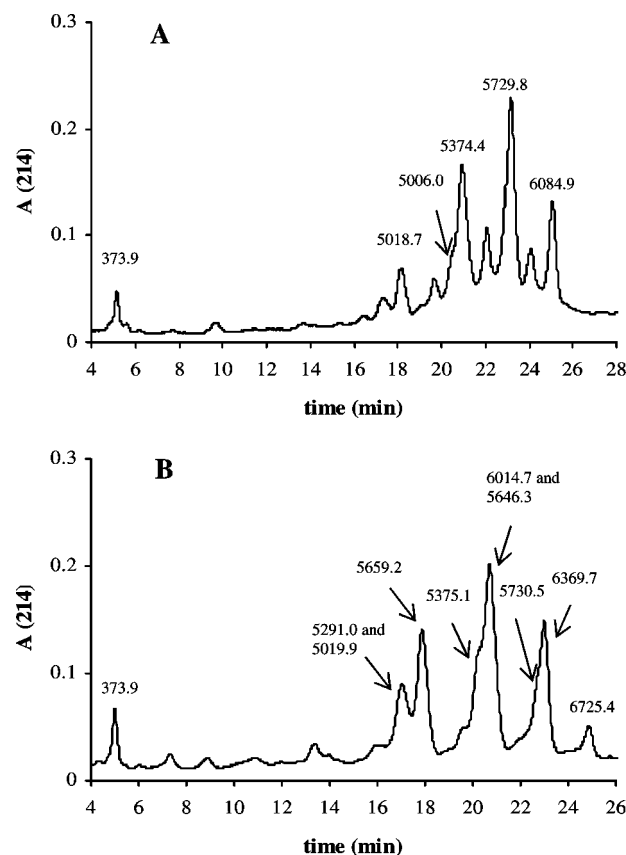 A
0.3
0.2
0.1
0
A (214)
373.9
5018.7
5006.0
5374.4
5729.8
6084.9
4 6 8 10 12 14 16 18 20 22 24 26 28
time (min)
B
0.3
0.2
0.1
0
A (214)
373.9
5291.0 and
5019.9
5659.2
5375.1
6014.7 and
5646.3
5730.5
6369.7
6725.4
4 6 8 10 12 14 16 18 20 22 24 26
time (min)